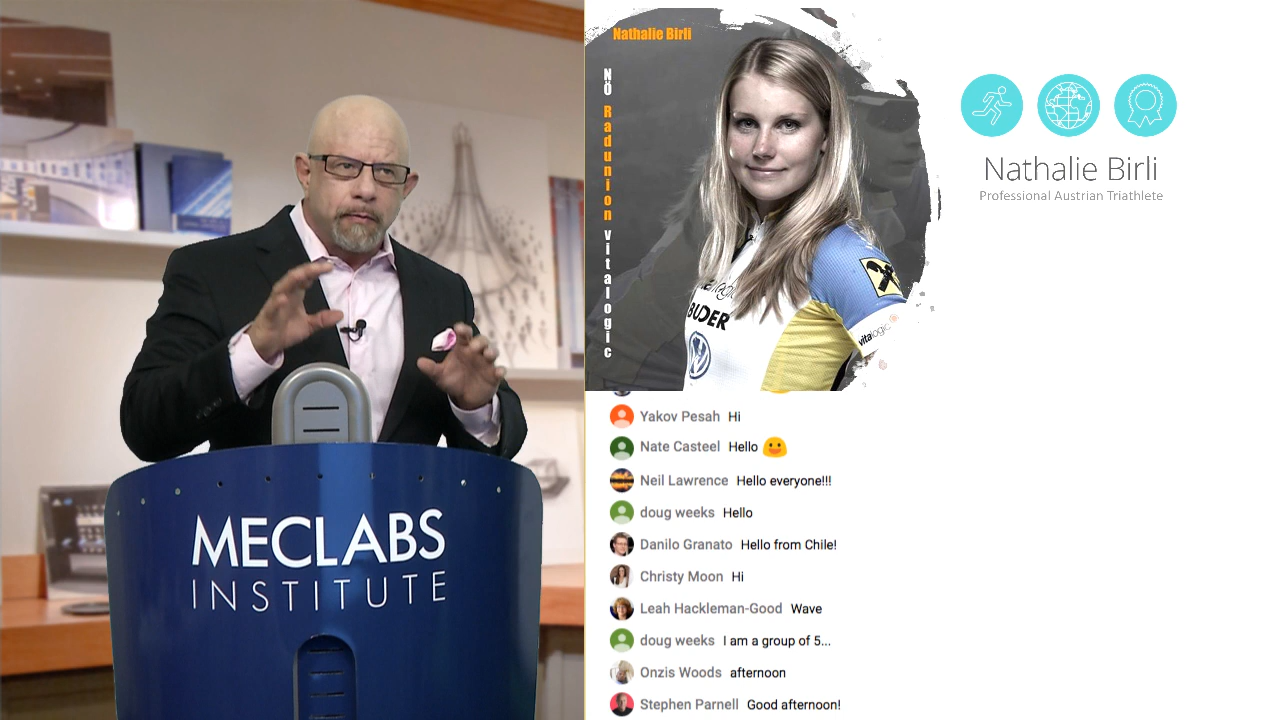 MECLABS
INSTITUTE
Nathalie Birli
NÖ Radunion vitalogic
BUDER
vitalogic
Nathalie Birli
Professional Austrian Triathlete
Yakov Pesah Hi
Nate Casteel Hello
Neil Lawrence Hello everyone!!!
doug weeks Hello
Danilo Granato Hello from Chile!
Christy Moon Hi
Leah Hackleman-Good Wave
doug weeks I am a group of 5...
Onzis Woods afternoon
Stephen Parnell Good afternoon!